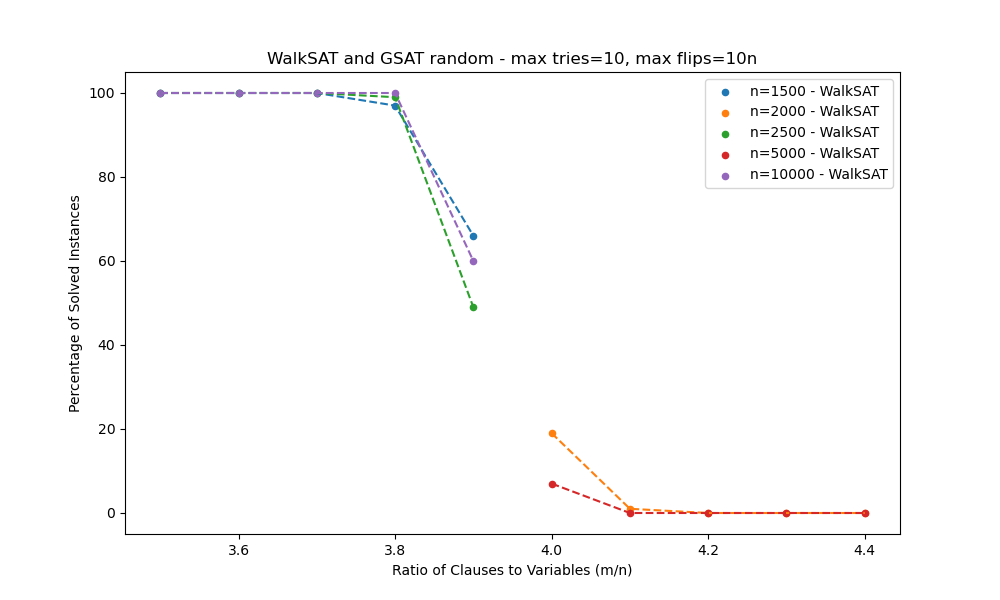 WalkSAT and GSAT random - max tries=10, max flips=10n
100
80
60
40
20
0
Percentage of Solved Instances
n=1500 - WalkSAT
n=2000 - WalkSAT
n=2500 - WalkSAT
n=5000 - WalkSAT
n=10000 - WalkSAT
3.6 3.8 4.0 4.2 4.4
Ratio of Clauses to Variables (m/n)